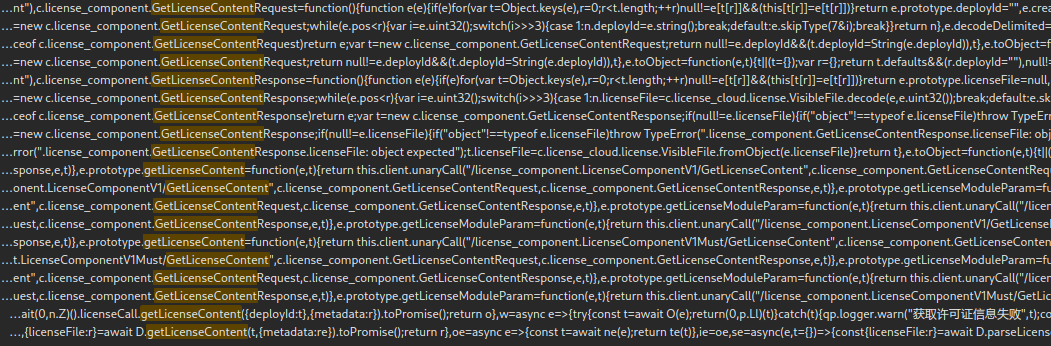 ...nt"),c.license_component.GetLicenseContentRequest=function(){function e(e){if(e)for(var t=Object.keys(e),r=0;r<t.length;++r)null!=e[t[r]]&&(this[t[r]]=e[t[r]])}return e.prototype.deployId="",e.crea...
...=new c.license_component.GetLicenseContentRequest;while(e.pos<r){var i=e.uint32();switch(i>>>3){case 1:n.deployId=e.string();break;default:e.skipType(7&i);break}}return n},e.decodeDelimited=...
...ceof c.license_component.GetLicenseContentRequest)return e;var t=new c.license_component.GetLicenseContentRequest;return null!=e.deployId&&(t.deployId=String(e.deployId)),t},e.toObject=f...
...=new c.license_component.GetLicenseContentRequest;return null!=e.deployId&&(t.deployId=String(e.deployId)),t},e.toObject=function(e,t){t||(t={});var r={};return t.defaults&&(r.deployId=""),null!...
...nt"),c.license_component.GetLicenseContentResponse=function(){function e(e){if(e)for(var t=Object.keys(e),r=0;r<t.length;++r)null!=e[t[r]]&&(this[t[r]]=e[t[r]])}return e.prototype.licenseFile=null,...
...=new c.license_component.GetLicenseContentResponse;while(e.pos<r){var i=e.uint32();switch(i>>>3){case 1:n.licenseFile=c.license_cloud.license.VisibleFile.decode(e,e.uint32());break;default:e.sk...
...ceof c.license_component.GetLicenseContentResponse)return e;var t=new c.license_component.GetLicenseContentResponse;if(null!=e.licenseFile){if("object"!==typeof e.licenseFile)throw TypeErro...
...=new c.license_component.GetLicenseContentResponse;if(null!=e.licenseFile){if("object"!==typeof e.licenseFile)throw TypeError(".license_component.GetLicenseContentResponse.licenseFile: obj...
...rror(".license_component.GetLicenseContentResponse.licenseFile: object expected");t.licenseFile=c.license_cloud.license.VisibleFile.fromObject(e.licenseFile)}return t},e.toObject=function(e,t){t||(...
...sponse,e,t)},e.prototype.getLicenseContent=function(e,t){return this.client.unaryCall("/license_component.LicenseComponentV1/GetLicenseContent",c.license_component.GetLicenseContentRequ...
...onent.LicenseComponentV1/GetLicenseContent",c.license_component.GetLicenseContentRequest,c.license_component.GetLicenseContentResponse,e,t)},e.prototype.getLicenseModuleParam=functio...
...ent",c.license_component.GetLicenseContentRequest,c.license_component.GetLicenseContentResponse,e,t)},e.prototype.getLicenseModuleParam=function(e,t){return this.client.unaryCall("/licens...
...uest,c.license_component.GetLicenseContentResponse,e,t)},e.prototype.getLicenseModuleParam=function(e,t){return this.client.unaryCall("/license_component.LicenseComponentV1/GetLicense...
...sponse,e,t)},e.prototype.getLicenseContent=function(e,t){return this.client.unaryCall("/license_component.LicenseComponentV1Must/GetLicenseContent",c.license_component.GetLicenseConte...
...t.LicenseComponentV1Must/GetLicenseContent",c.license_component.GetLicenseContentRequest,c.license_component.GetLicenseContentResponse,e,t)},e.prototype.getLicenseModuleParam=functio...
...ent",c.license_component.GetLicenseContentRequest,c.license_component.GetLicenseContentResponse,e,t)},e.prototype.getLicenseModuleParam=function(e,t){return this.client.unaryCall("/licens...
...uest,c.license_component.GetLicenseContentResponse,e,t)},e.prototype.getLicenseModuleParam=function(e,t){return this.client.unaryCall("/license_component.LicenseComponentV1Must/GetLic...
...ait(0,n.Z)().licenseCall.getLicenseContent({deployId:t},{metadata:r}).toPromise();return o},w=async e=>{try{const t=await O(e);return(0,p.Ll)(t)}catch(t){qp.logger.warn("获取许可证信息失败",t);co...
...,{licenseFile:r}=await D.getLicenseContent(t,{metadata:re}).toPromise();return r},oe=async e=>{const t=await ne(e);return te(t)},ie=oe,se=async(e,t={})=>{const{licenseFile:r}=await D.parseLicen...